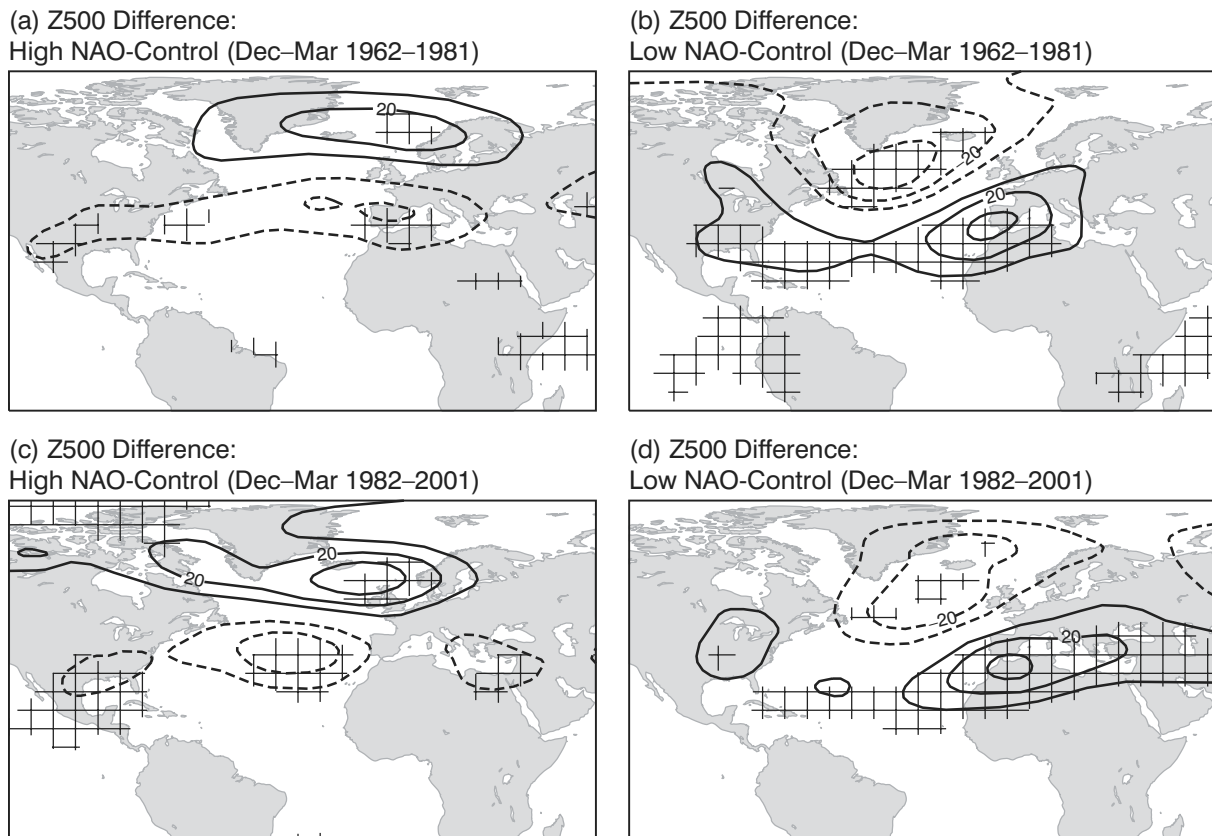 (a) Z500 Difference:
High NAO-Control (Dec–Mar 1962–1981)
20
(b) Z500 Difference:
Low NAO-Control (Dec–Mar 1962–1981)
-20
20
(c) Z500 Difference:
High NAO-Control (Dec–Mar 1982–2001)
20
20
(d) Z500 Difference:
Low NAO-Control (Dec–Mar 1982–2001)
-20
20